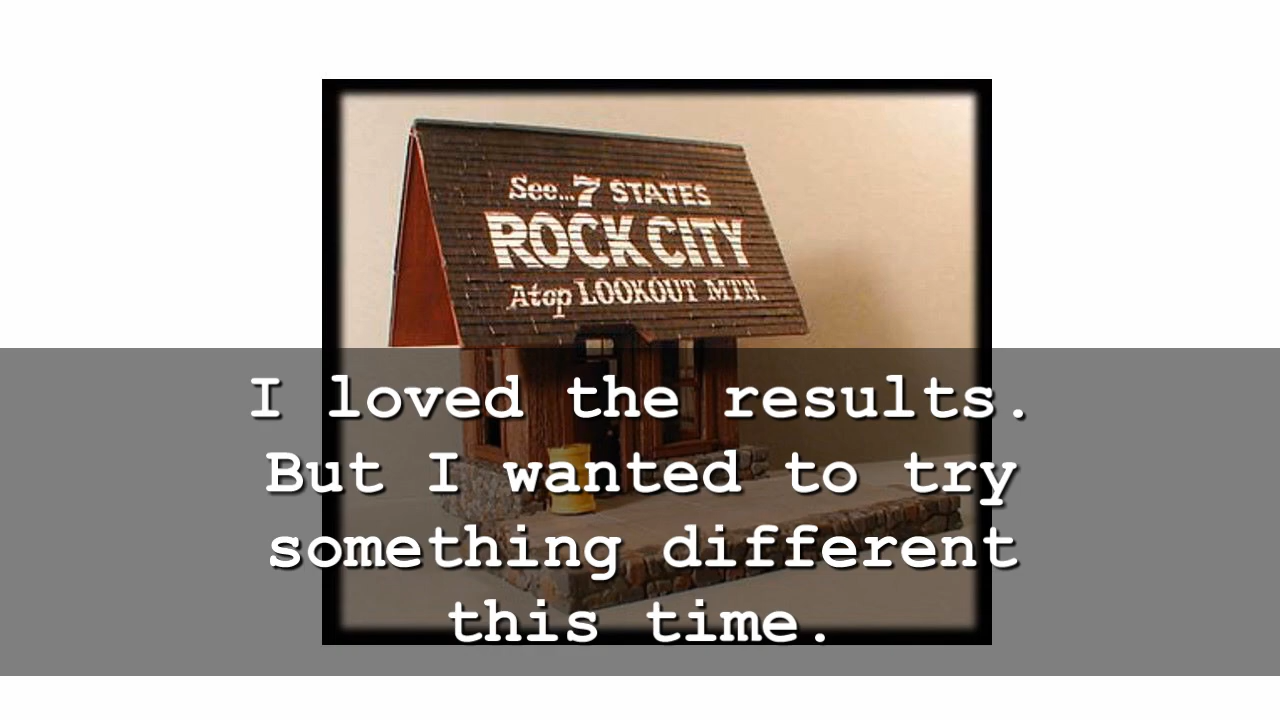 See...7 STATES
ROCK CITY
Atop LOOKOUT MTN.
I loved the results.
But I wanted to try
something different
this time.